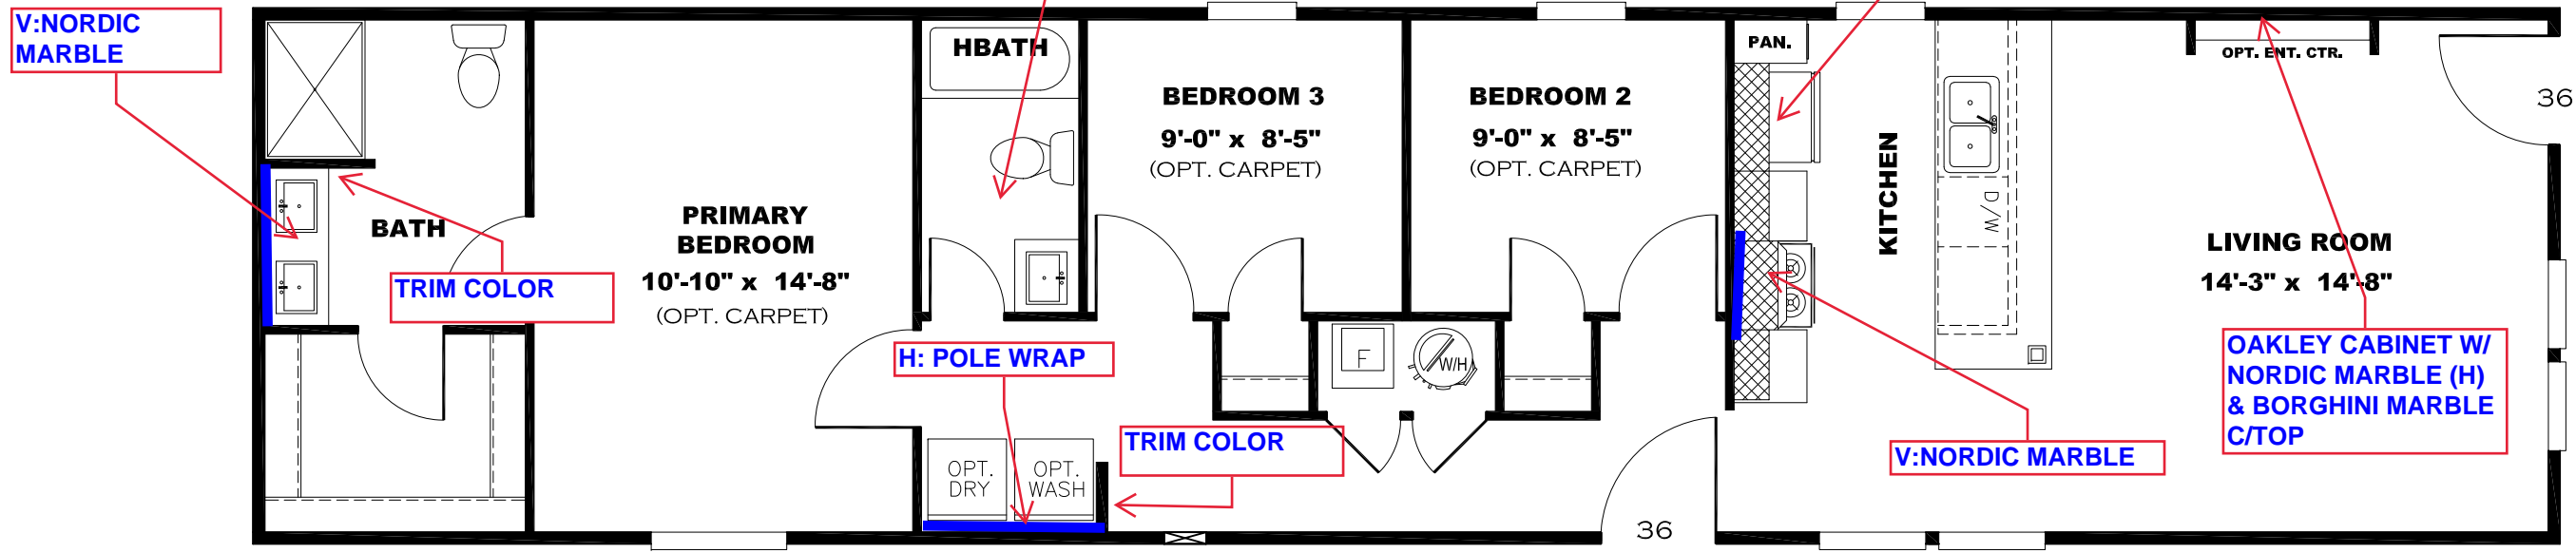 V:NORDIC
MARBLE
HBATH
BEDROOM 3
9'-0" x 8'-5"
(OPT. CARPET)
BEDROOM 2
9'-0" x 8'-5"
(OPT. CARPET)
PAN.
KITCHEN
D/W
OPT. ENT. CTR.
36
BATH
TRIM COLOR
PRIMARY
BEDROOM
10'-10" x 14'-8"
(OPT. CARPET)
LIVING ROOM
14'-3" x 14'-8"
H: POLE WRAP
F
W/H
OAKLEY CABINET W/
NORDIC MARBLE (H)
& BORGHINI MARBLE
C/TOP
TRIM COLOR
V:NORDIC MARBLE
OPT.
DRY
OPT.
WASH
36